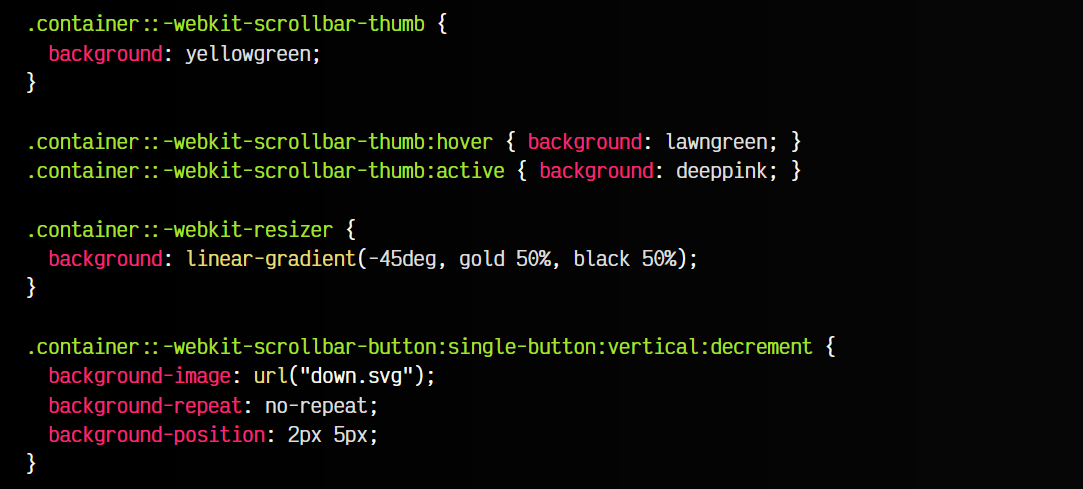 .container::-webkit-scrollbar-thumb {
  background: yellowgreen;
}

.container::-webkit-scrollbar-thumb:hover { background: lawngreen; }
.container::-webkit-scrollbar-thumb:active { background: deeppink; }

.container::-webkit-resizer {
  background: linear-gradient(-45deg, gold 50%, black 50%);
}

.container::-webkit-scrollbar-button:single-button:vertical:decrement {
  background-image: url("down.svg");
  background-repeat: no-repeat;
  background-position: 2px 5px;
}